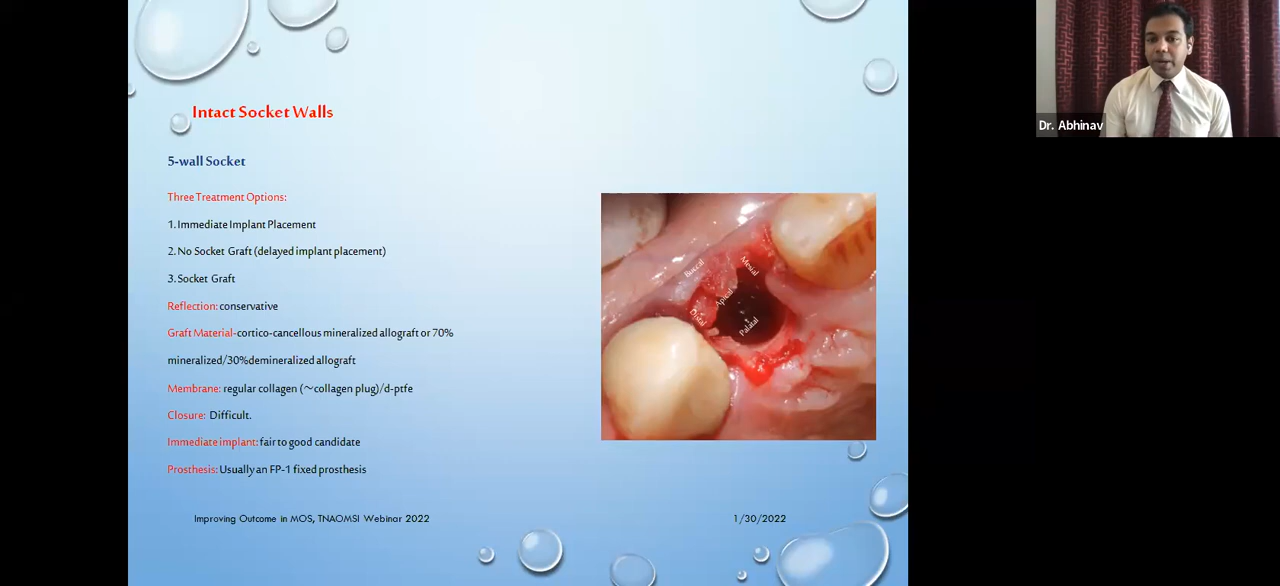 Intact Socket Walls
5-wall Socket
Three Treatment Options:
1. Immediate Implant Placement
2. No Socket Graft (delayed implant placement)
3. Socket Graft
Reflection: conservative
Graft Material-cortico-cancellous mineralized allograft or 70%
mineralized/30%demineralized allograft
Membrane: regular collagen (~collagen plug)/d-ptfe
Closure: Difficult.
Immediate implant: fair to good candidate
Prosthesis: Usually an FP-1 fixed prosthesis
Buccal
Mesial
Apical
Distal
Palatal
Improving Outcome in MOS, TNAOMSI Webinar 2022
1/30/2022
Dr. Abhinav